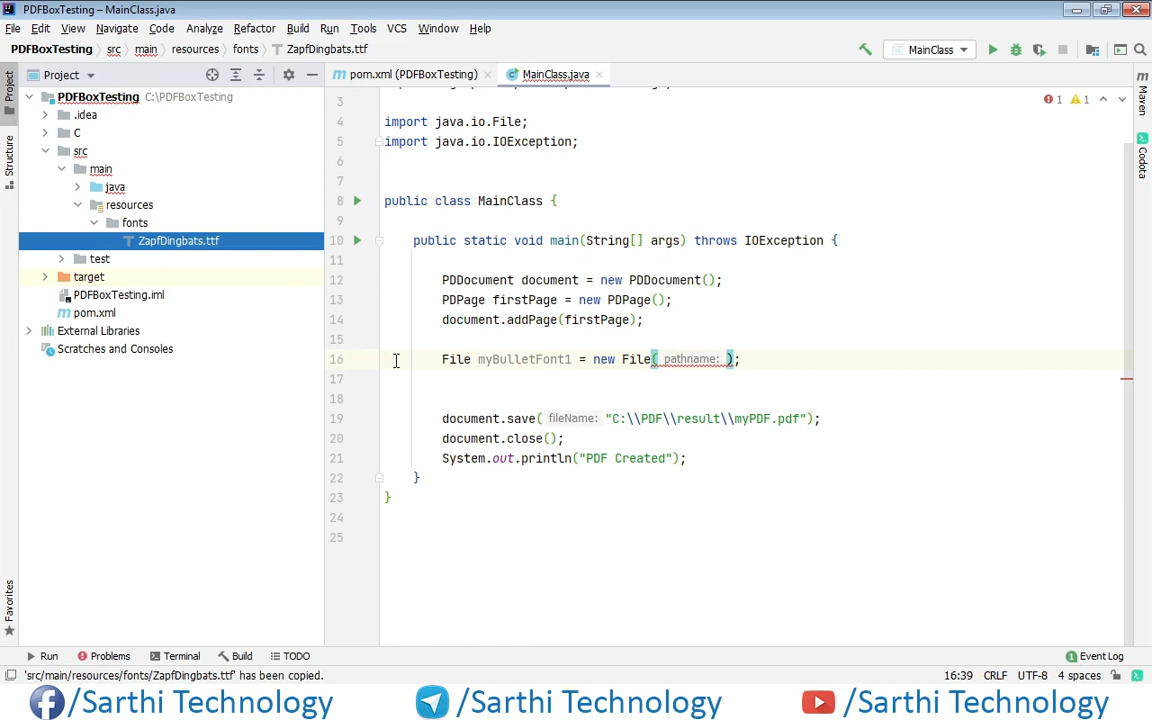 PDFBoxTesting – MainClass.java
File Edit View Navigate Code Analyze Refactor Build Run Tools VCS Window Help
PDFBoxTesting src main resources fonts ZapfDingbats.ttf MainClass
Project pom.xml (PDFBoxTesting) MainClass.java
PDFBoxTesting C:\PDFBoxTesting
.idea
C
src
main
java
resources
fonts
ZapfDingbats.ttf
test
target
PDFBoxTesting.iml
pom.xml
External Libraries
Scratches and Consoles
Project
Structure
Favorites
1 1
3
4 import java.io.File;
5 import java.io.IOException;
6
7
8 public class MainClass {
9
10 public static void main(String[] args) throws IOException {
11
12 PDDocument document = new PDDocument();
13 PDPage firstPage = new PDPage();
14 document.addPage(firstPage);
15
16 File myBulletFont1 = new File( pathname: );
17
18
19 document.save( fileName: "C:\\PDF\\result\\myPDF.pdf");
20 document.close();
21 System.out.println("PDF Created");
22 }
23 }
24
25
Maven
Codota
Run Problems Terminal Build TODO 1 Event Log
'src/main/resources/fonts/ZapfDingbats.ttf' has been copied. 16:39 CRLF UTF-8 4 spaces
/Sarthi Technology /Sarthi Technology /Sarthi Technology